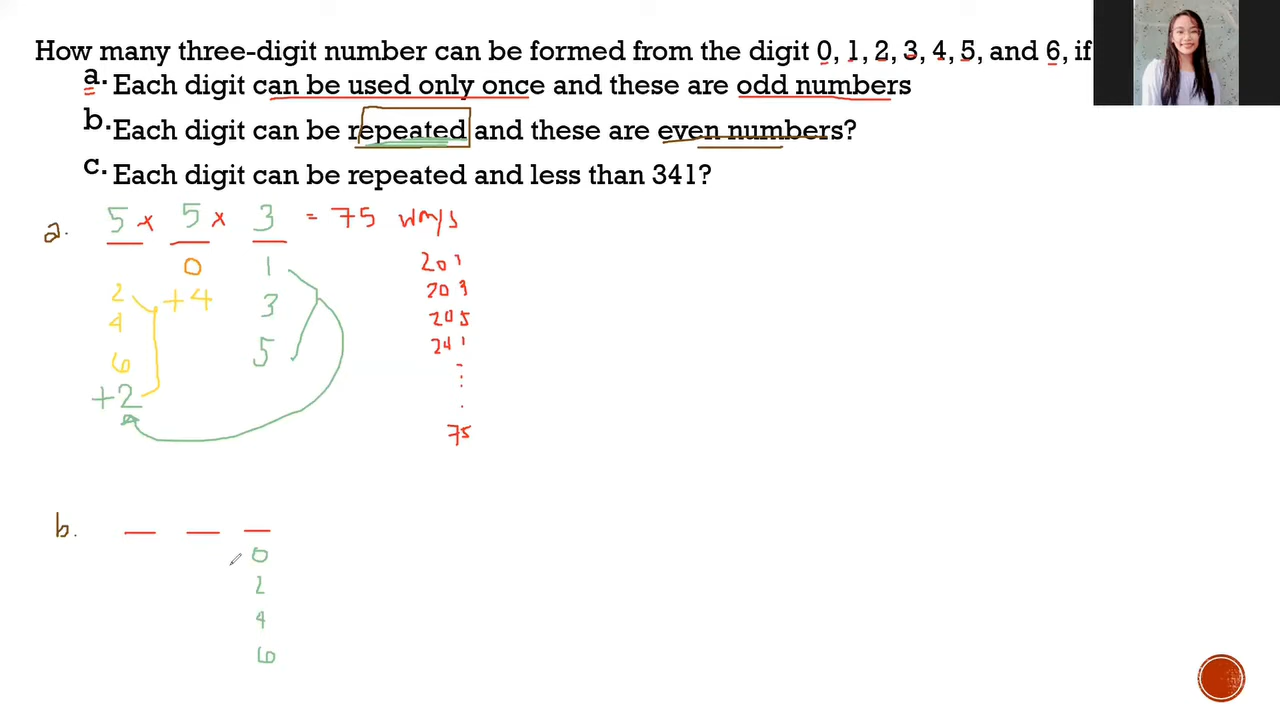 How many three-digit number can be formed from the digit 0, 1, 2, 3, 4, 5, and 6, if
a. Each digit can be used only once and these are odd numbers
b. Each digit can be repeated and these are even numbers?
c. Each digit can be repeated and less than 341?
a. 5 x 5 x 3 = 75 ways
0 1 201
2 +4 3 203
4 205
6 5 241
+2
75
b.
0
2
4
6